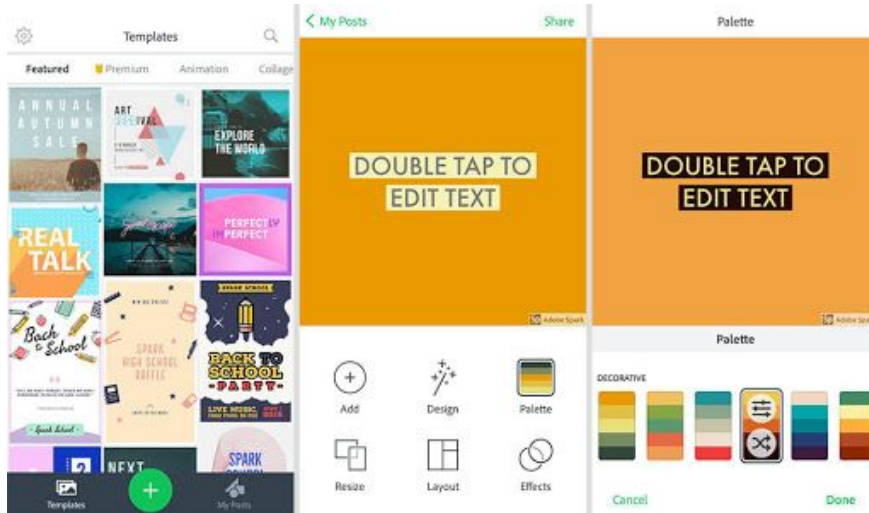 Templates
Featured
Premium
Animation
Collage
ANNUAL
AUTUMN
SALE
ART
EXPLORE
THE WORLD
REAL
TALK
PERFECTLY
IMPERFECT
Back
to
School
Spark School
SPARK
HIGH SCHOOL
RAFFLE
SPARK SCHOOL
BACK TO
SCHOOL
PARTY
LIVE MUSIC,
NEXT
SPARK
Templates
My Posts
My Posts
Share
DOUBLE TAP TO
EDIT TEXT
Adobe Spark
Add
Design
Palette
Resize
Layout
Effects
Palette
DOUBLE TAP TO
EDIT TEXT
Adobe Spark
Palette
DECORATIVE
Cancel
Done